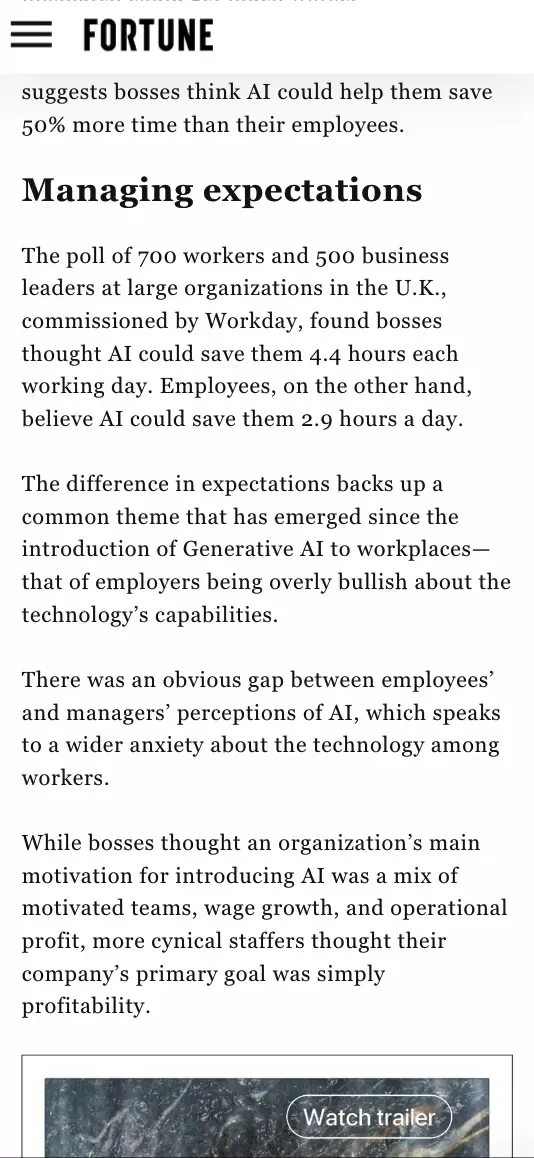 FORTUNE
suggests bosses think AI could help them save
50% more time than their employees.
Managing expectations
The poll of 700 workers and 500 business
leaders at large organizations in the U.K.,
commissioned by Workday, found bosses
thought AI could save them 4.4 hours each
working day. Employees, on the other hand,
believe AI could save them 2.9 hours a day.
The difference in expectations backs up a
common theme that has emerged since the
introduction of Generative AI to workplaces—
that of employers being overly bullish about the
technology’s capabilities.
There was an obvious gap between employees’
and managers’ perceptions of AI, which speaks
to a wider anxiety about the technology among
workers.
While bosses thought an organization’s main
motivation for introducing AI was a mix of
motivated teams, wage growth, and operational
profit, more cynical staffers thought their
company’s primary goal was simply
profitability.
Watch trailer